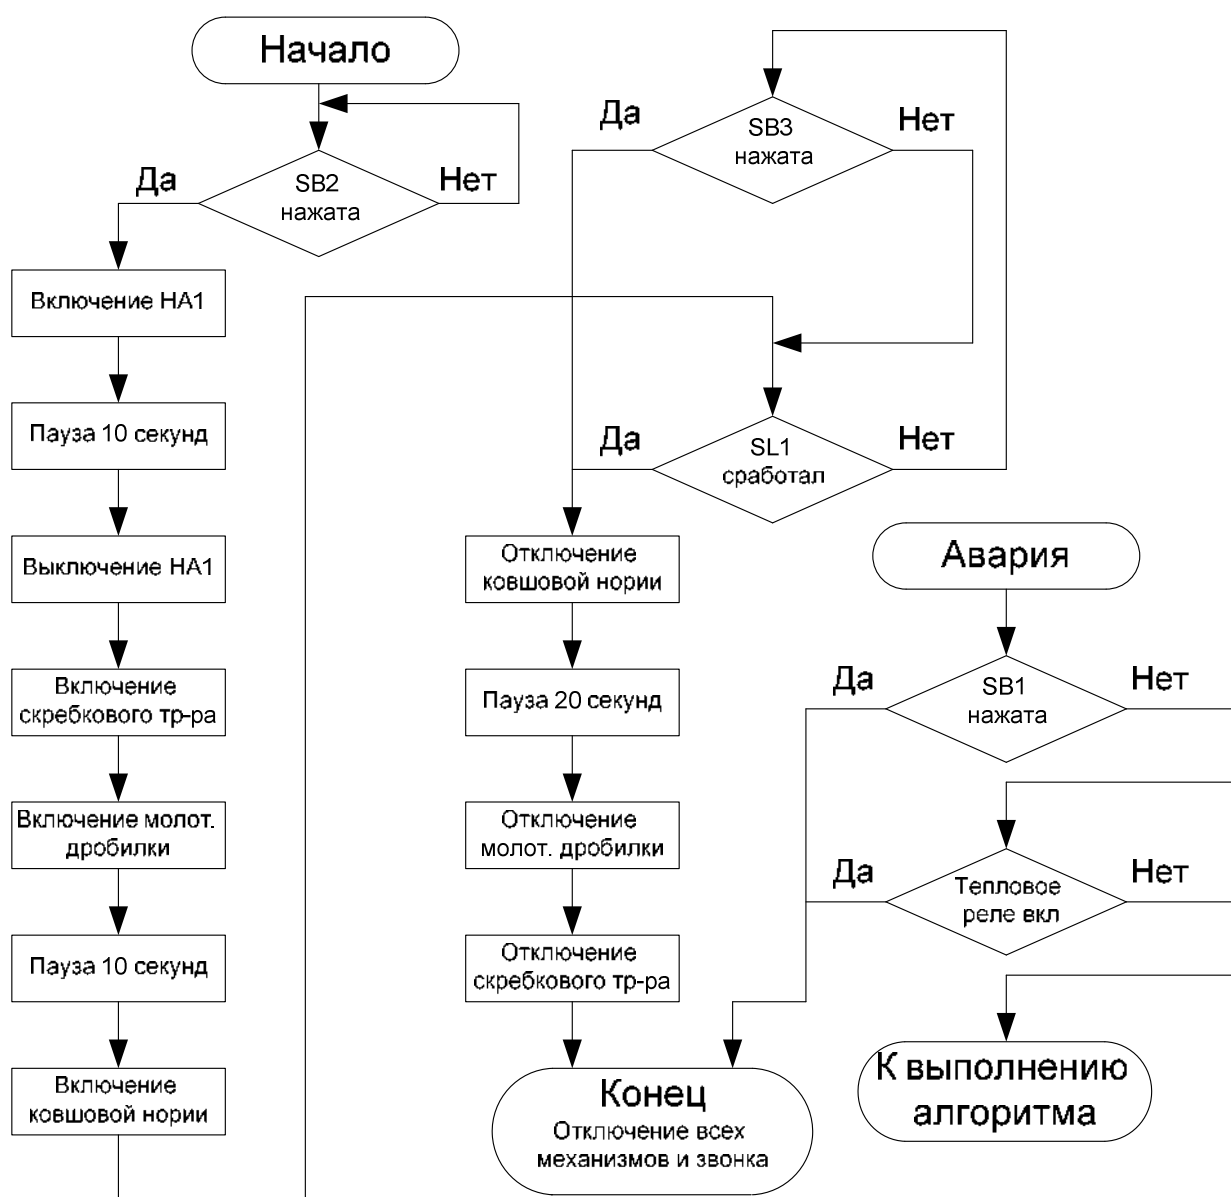 Начало
SB2
нажата
Да
Нет
Включение НА1
Пауза 10 секунд
Выключение НА1
Включение
скребкового тр-ра
Включение молот.
дробилки
Пауза 10 секунд
Включение
ковшовой нории
SB3
нажата
Да
Нет
SL1
сработал
Да
Нет
Отключение
ковшовой нории
Пауза 20 секунд
Отключение
молот. дробилки
Отключение
скребкового тр-ра
Конец
Отключение всех
механизмов и звонка
Авария
SB1
нажата
Да
Нет
Тепловое
реле вкл
Да
Нет
К выполнению
алгоритма